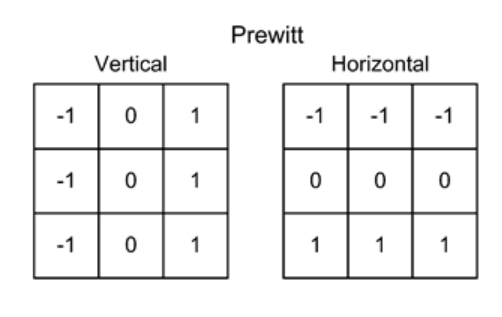 Prewitt
Vertical Horizontal
-1 0 1 -1 -1 -1
-1 0 1 0 0 0
-1 0 1 1 1 1